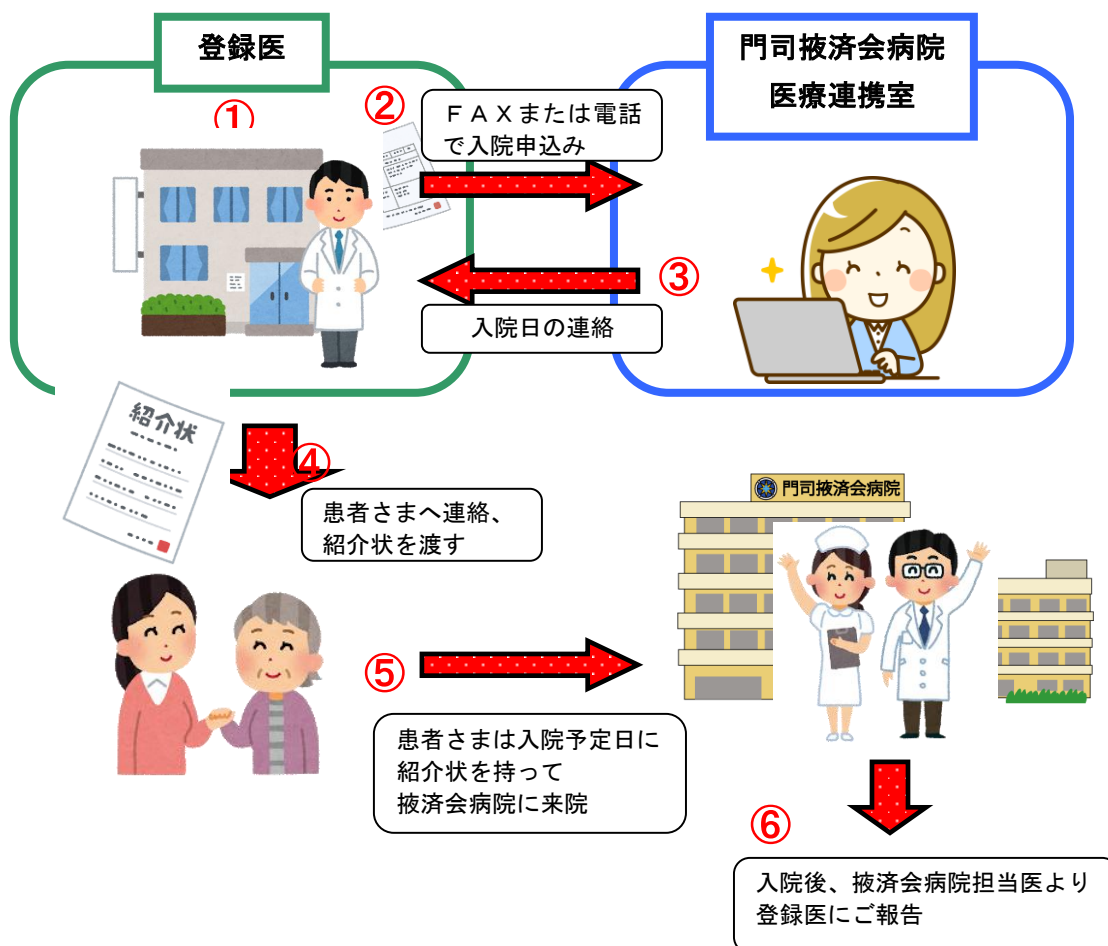 登録医
門司掖済会病院
医療連携室
①
②
ＦＡＸまたは電話
で入院申込み
③
入院日の連絡
紹介状
④
患者さまへ連絡、
紹介状を渡す
門司掖済会病院
⑤
患者さまは入院予定日に
紹介状を持って
掖済会病院に来院
⑥
入院後、掖済会病院担当医より
登録医にご報告